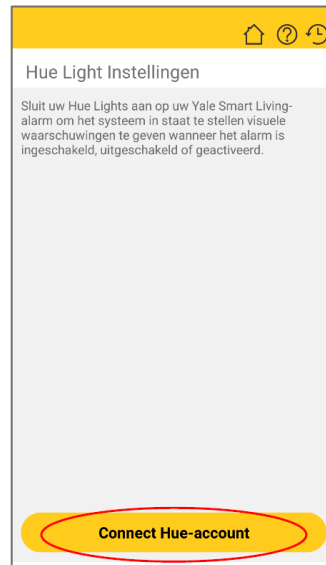 Hue Light Instellingen
Sluit uw Hue Lights aan op uw Yale Smart Living-
alarm om het systeem in staat te stellen visuele
waarschuwingen te geven wanneer het alarm is
ingeschakeld, uitgeschakeld of geactiveerd.
Connect Hue-account